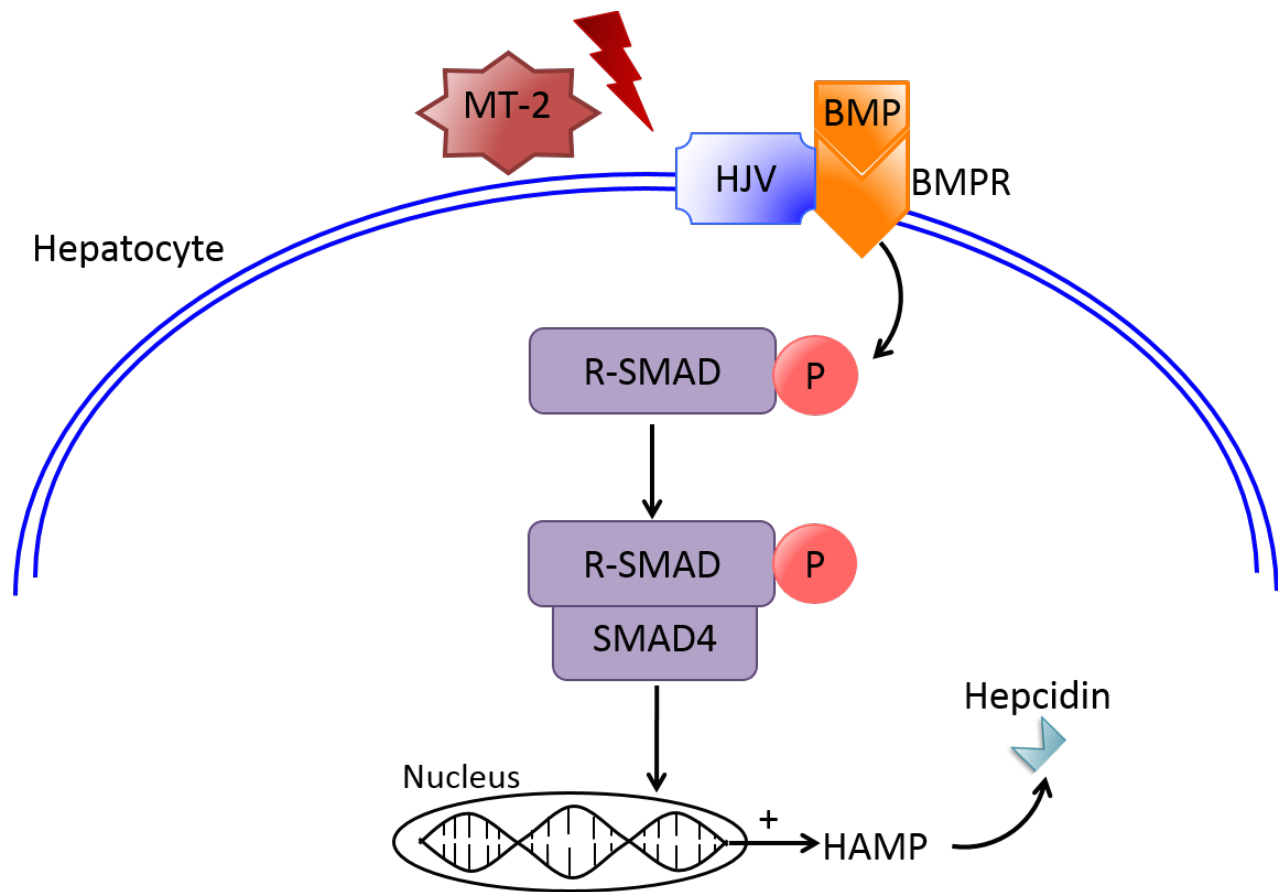 MT-2
BMP
HJV
BMPR
Hepatocyte
R-SMAD
P
R-SMAD
P
SMAD4
Hepcidin
Nucleus
+
HAMP